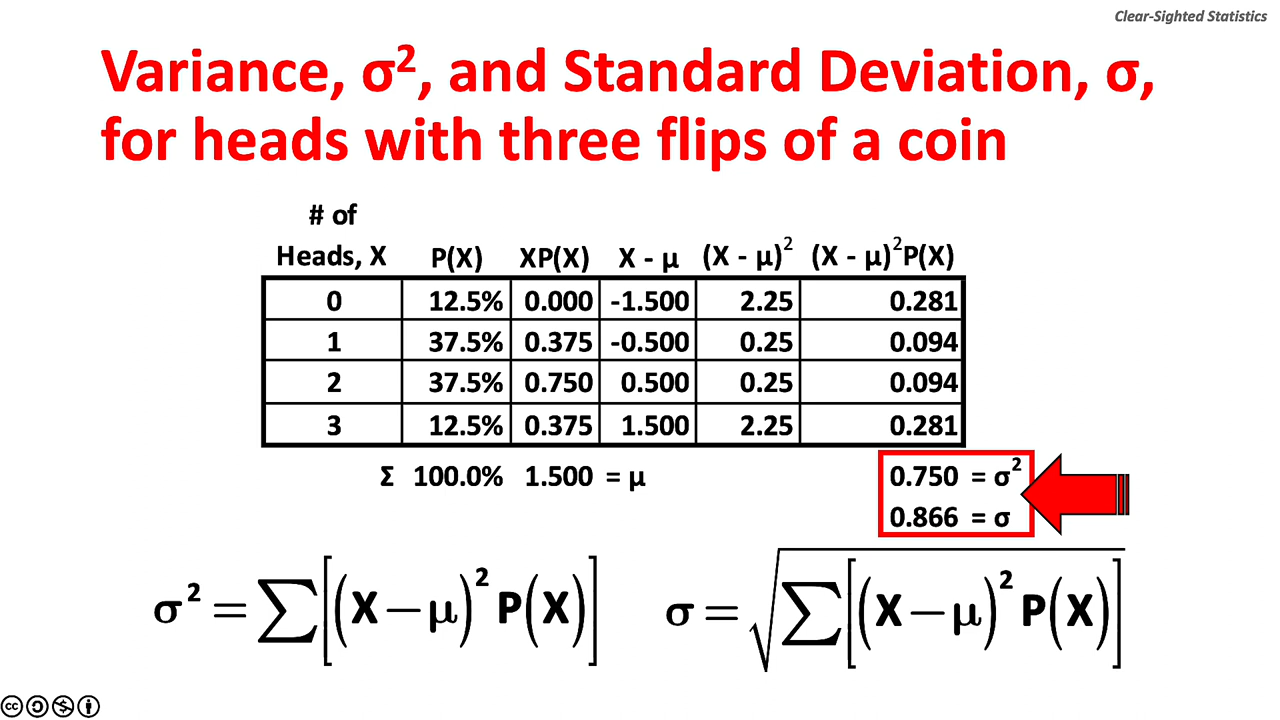 Clear-Sighted Statistics
Variance, σ², and Standard Deviation, σ,
for heads with three flips of a coin
# of
Heads, X P(X) XP(X) X - μ (X - μ)² (X - μ)²P(X)
0 12.5% 0.000 -1.500 2.25 0.281
1 37.5% 0.375 -0.500 0.25 0.094
2 37.5% 0.750 0.500 0.25 0.094
3 12.5% 0.375 1.500 2.25 0.281
Σ 100.0% 1.500 = μ 0.750 = σ²
0.866 = σ
σ² = ∑[(X − μ)² P(X)] σ = √∑[(X − μ)² P(X)]
cc